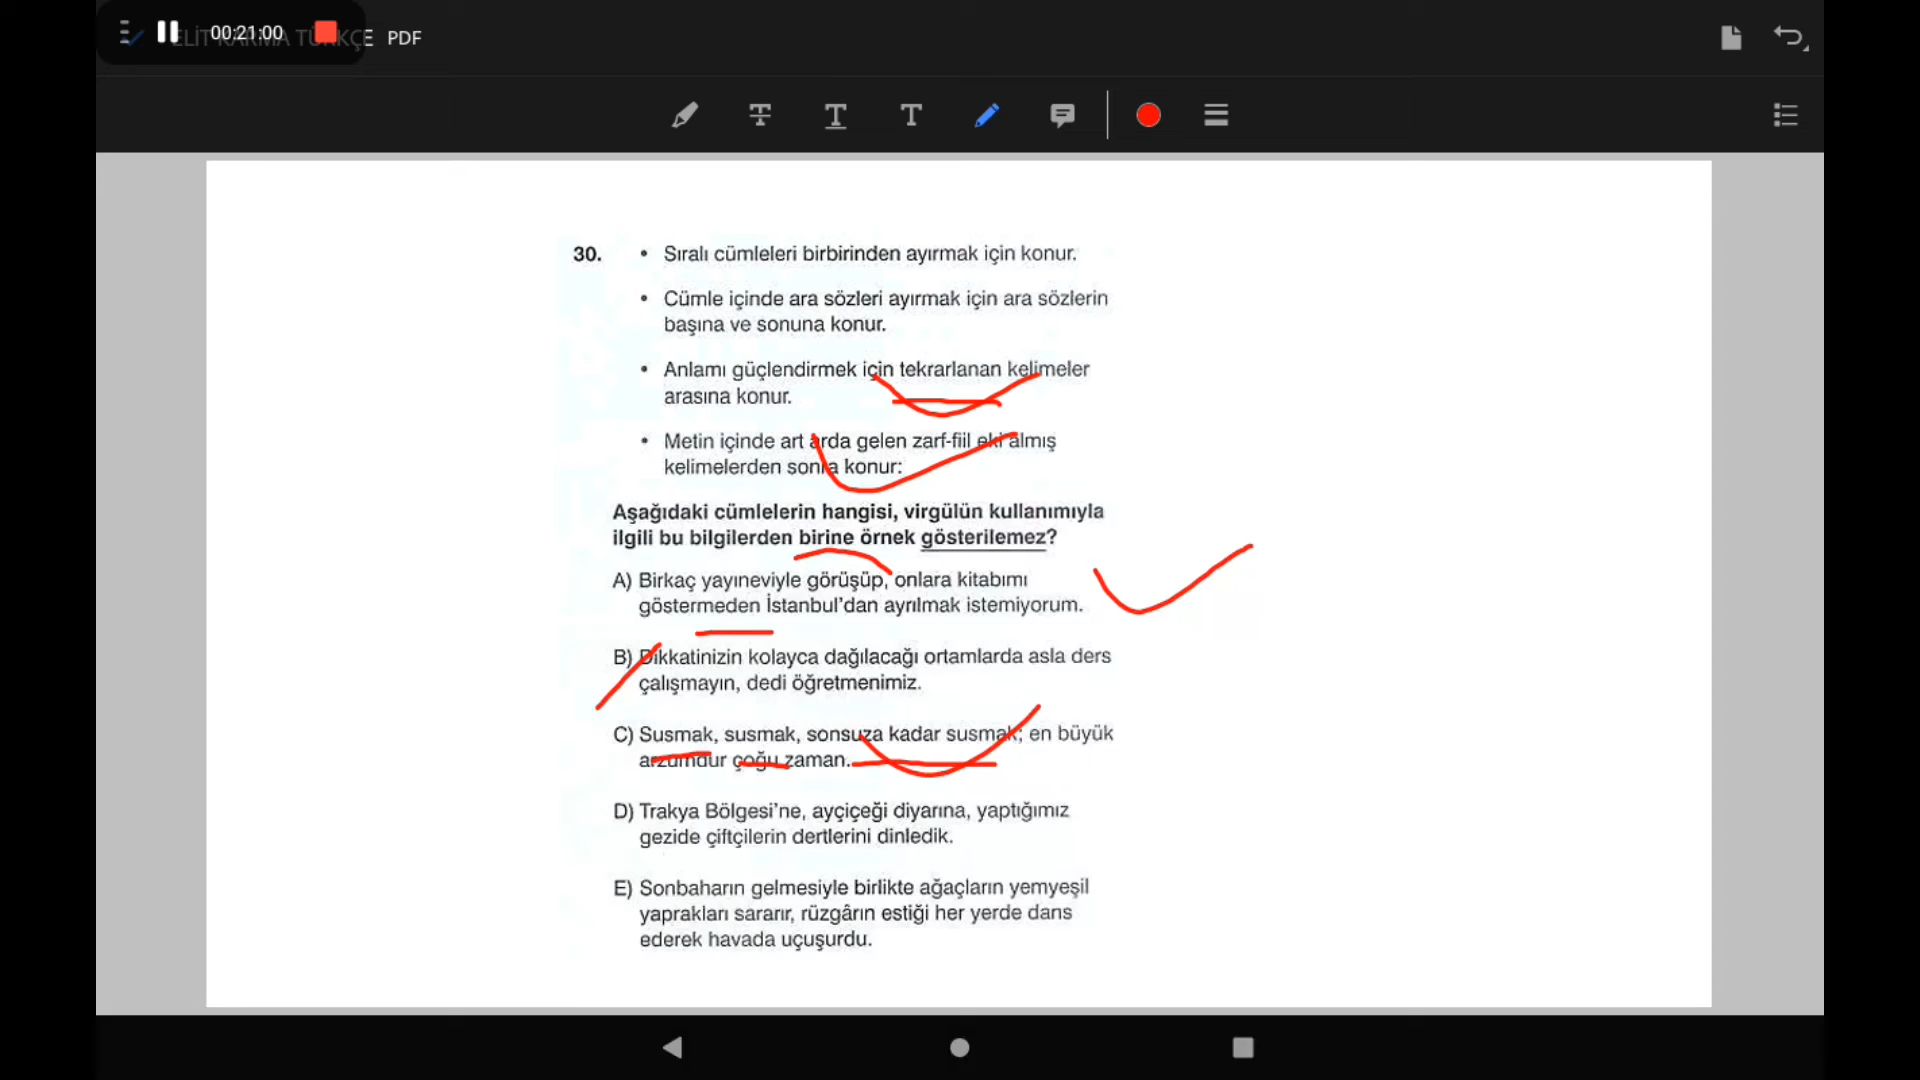 ELİT KARMA TÜRKÇE PDF
00:21:00
30. • Sıralı cümleleri birbirinden ayırmak için konur.
• Cümle içinde ara sözleri ayırmak için ara sözlerin
başına ve sonuna konur.
• Anlamı güçlendirmek için tekrarlanan kelimeler
arasına konur.
• Metin içinde art arda gelen zarf-fiil eki almış
kelimelerden sonra konur:
Aşağıdaki cümlelerin hangisi, virgülün kullanımıyla
ilgili bu bilgilerden birine örnek gösterilemez?
A) Birkaç yayıneviyle görüşüp, onlara kitabımı
göstermeden İstanbul'dan ayrılmak istemiyorum.
B) Dikkatinizin kolayca dağılacağı ortamlarda asla ders
çalışmayın, dedi öğretmenimiz.
C) Susmak, susmak, sonsuza kadar susmak; en büyük
arzumdur çoğu zaman.
D) Trakya Bölgesi'ne, ayçiçeği diyarına, yaptığımız
gezide çiftçilerin dertlerini dinledik.
E) Sonbaharın gelmesiyle birlikte ağaçların yemyeşil
yaprakları sararır, rüzgârın estiği her yerde dans
ederek havada uçuşurdu.